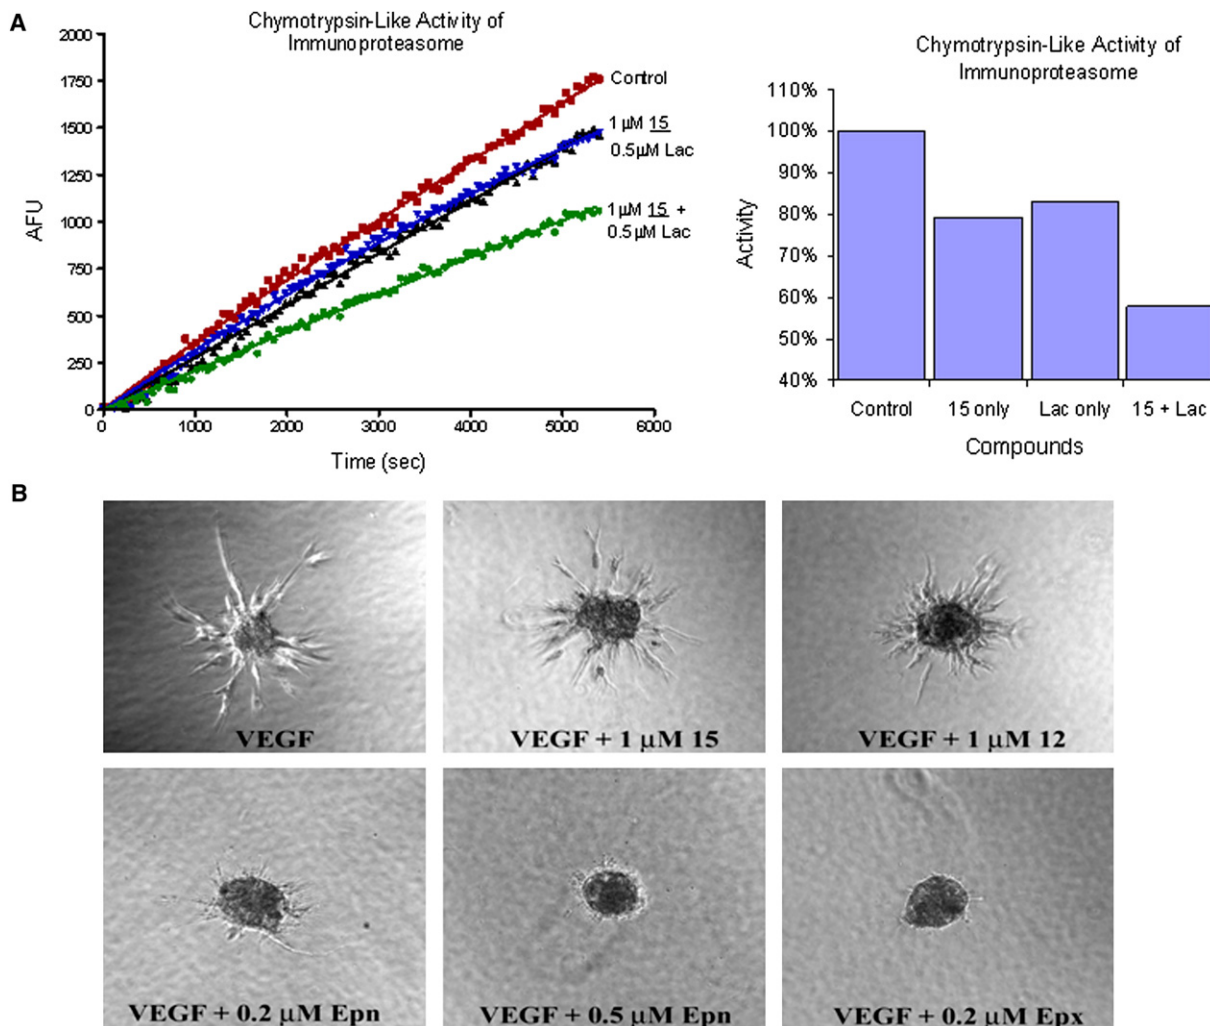 A
Chymotrypsin-Like Activity of
Immunoproteasome
2000
1750
1500
1250
1000
750
500
250
0
AFU
0
1000
2000
3000
4000
5000
6000
Time (sec)
Control
1 µM 15
0.5µM Lac
1µM 15 +
0.5µM Lac
Chymotrypsin-Like Activity of
Immunoproteasome
110%
100%
90%
80%
70%
60%
50%
40%
Activity
Control
15 only
Lac only
15 + Lac
Compounds
B
VEGF
VEGF + 1 µM 15
VEGF + 1 µM 12
VEGF + 0.2 µM Epn
VEGF + 0.5 µM Epn
VEGF + 0.2 µM Epx